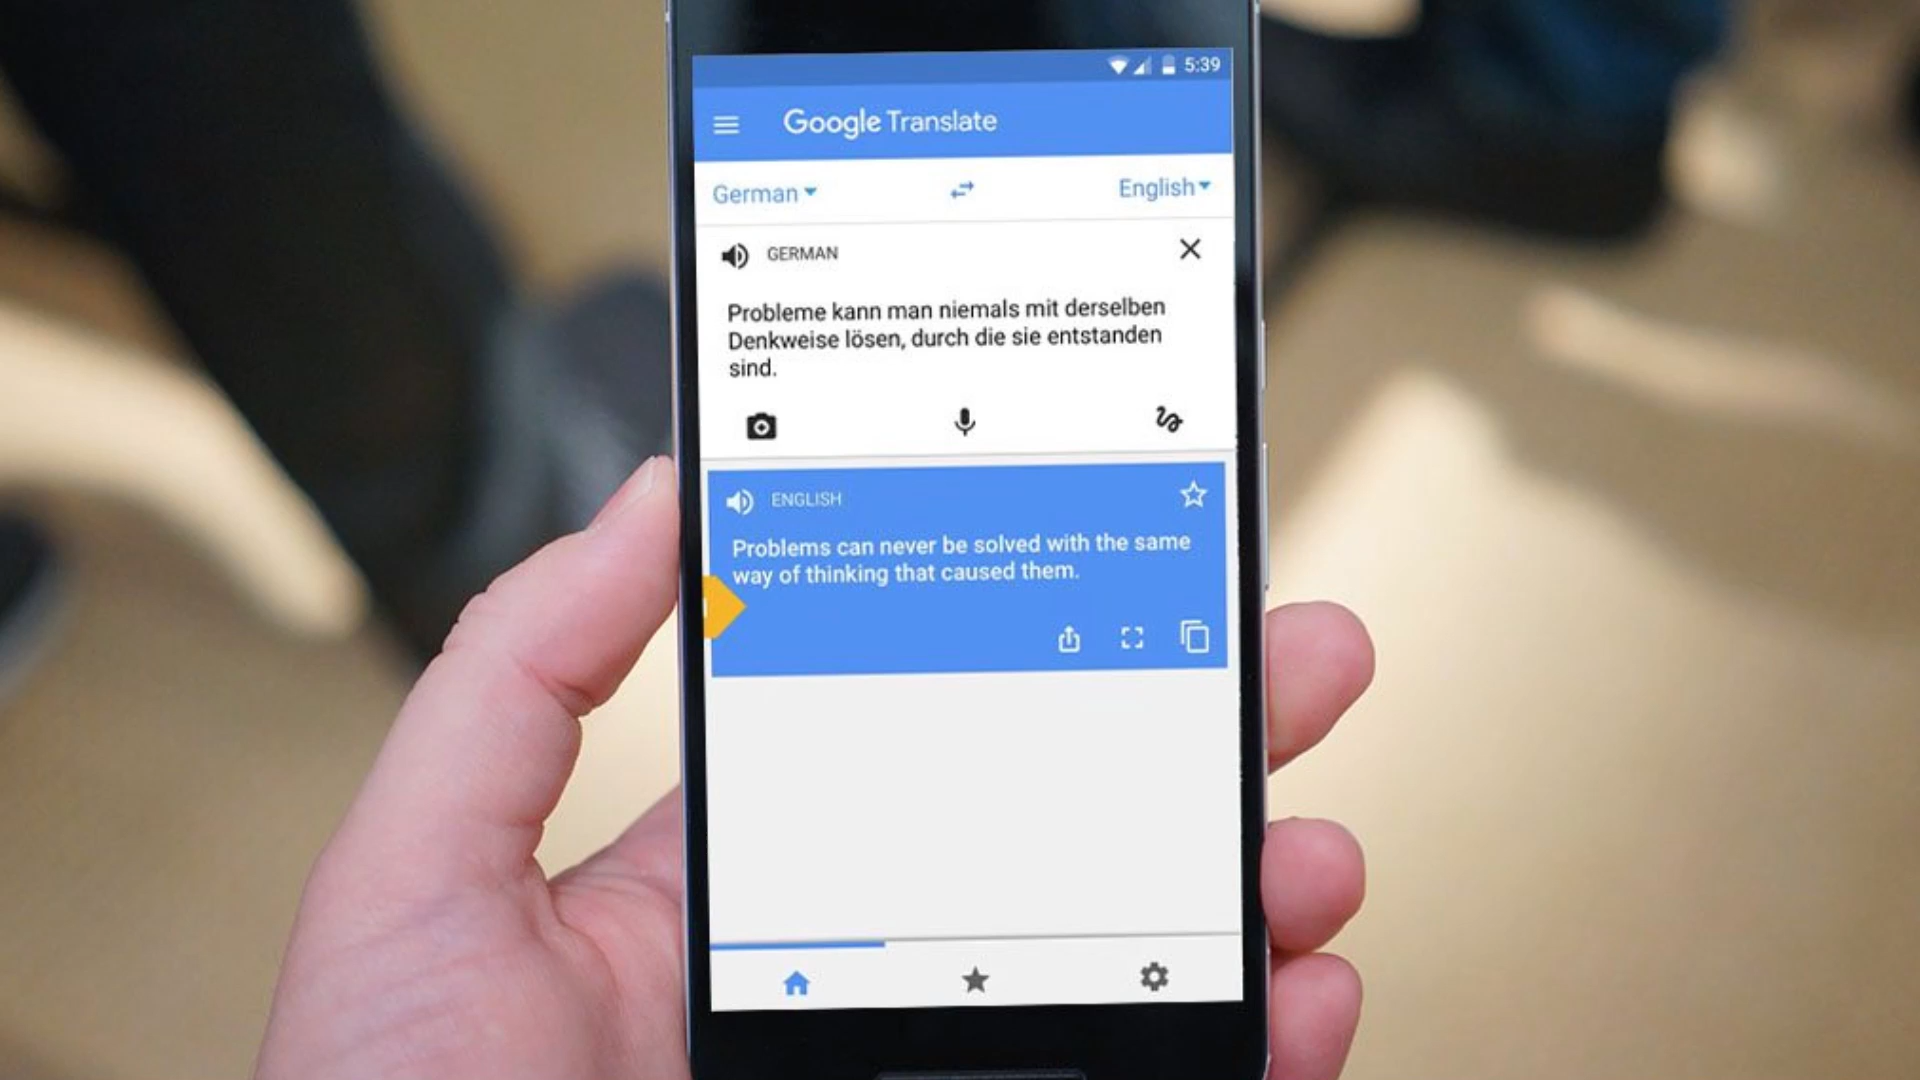 5:39
Google Translate
German
English
GERMAN
Probleme kann man niemals mit derselben
Denkweise lösen, durch die sie entstanden
sind.
ENGLISH
Problems can never be solved with the same
way of thinking that caused them.